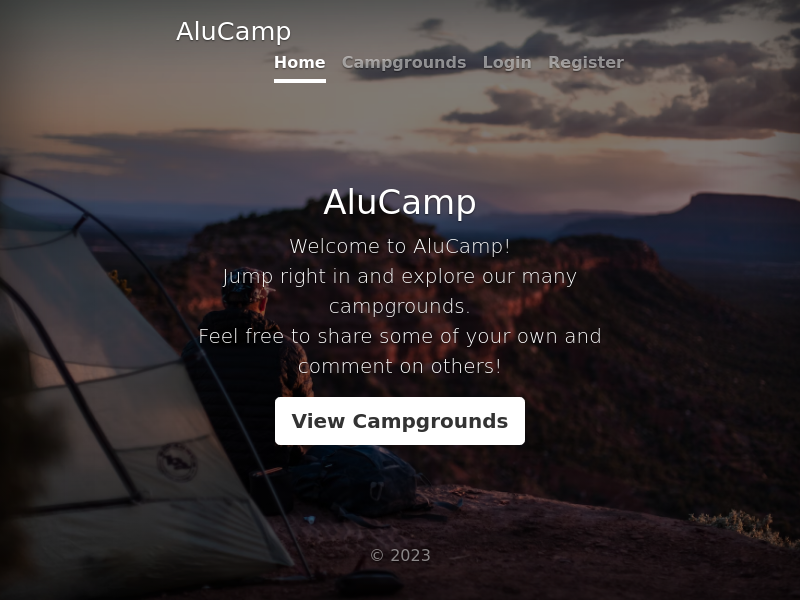 AluCamp
Home Campgrounds Login Register
AluCamp
Welcome to AluCamp!
Jump right in and explore our many
campgrounds.
Feel free to share some of your own and
comment on others!
View Campgrounds
© 2023